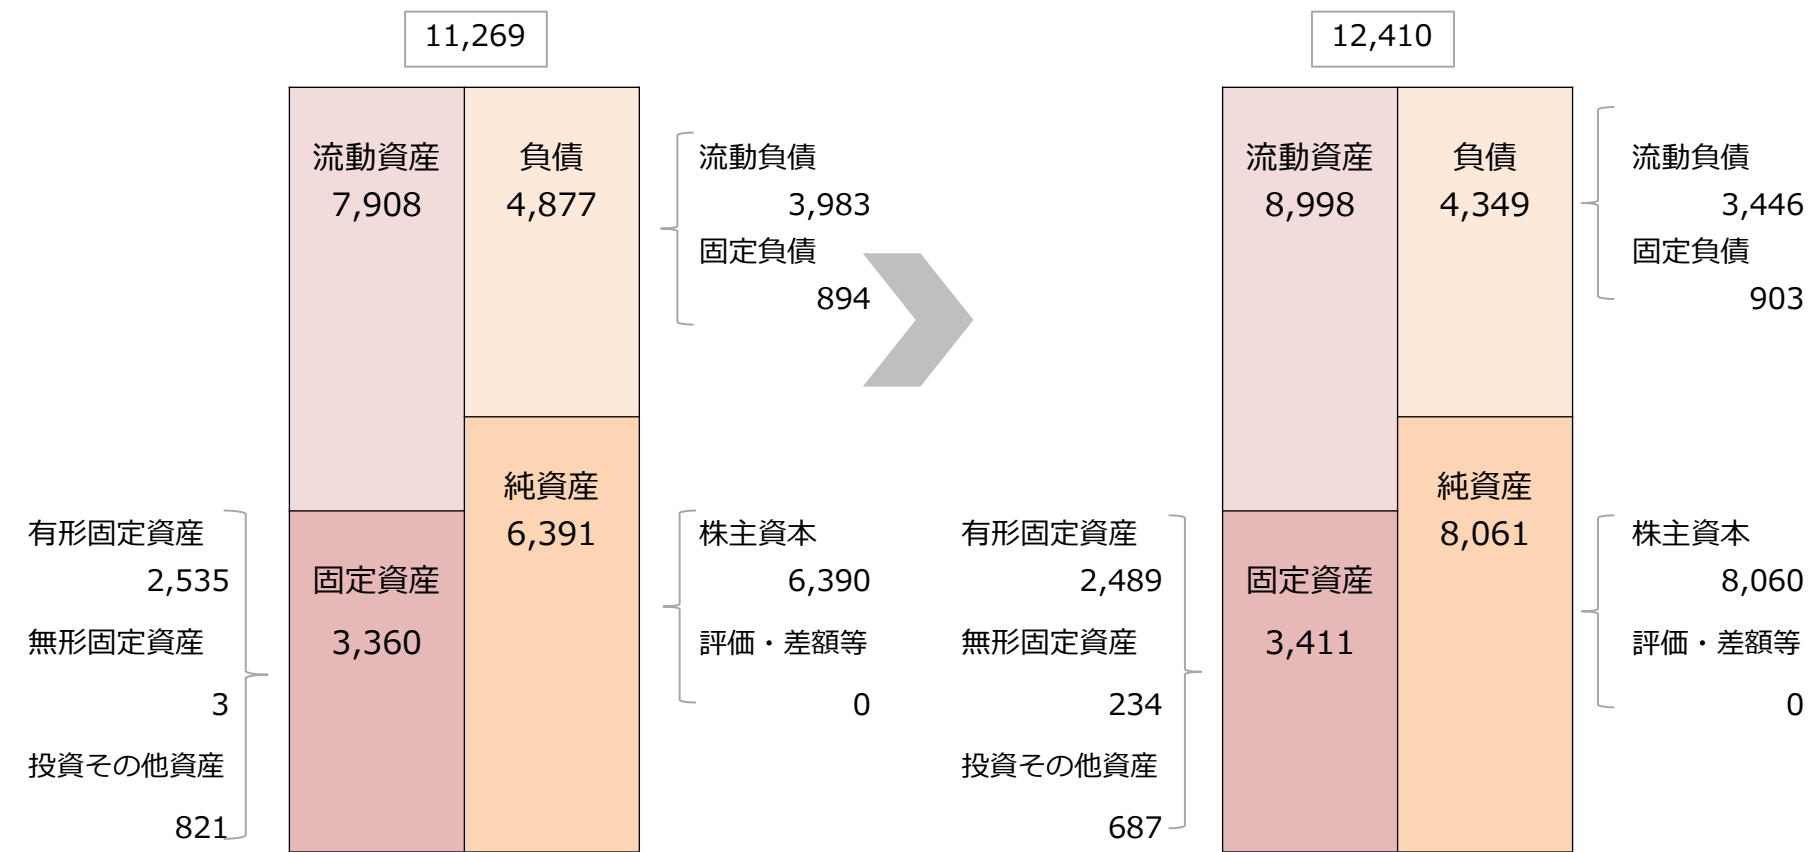 11,269
流動資産
7,908
負債
4,877
流動負債
3,983
固定負債
894
純資産
6,391
有形固定資産
2,535
無形固定資産
3
投資その他資産
821
固定資産
3,360
株主資本
6,390
評価・差額等
0
12,410
流動資産
8,998
負債
4,349
流動負債
3,446
固定負債
903
純資産
8,061
有形固定資産
2,489
無形固定資産
234
投資その他資産
687
固定資産
3,411
株主資本
8,060
評価・差額等
0